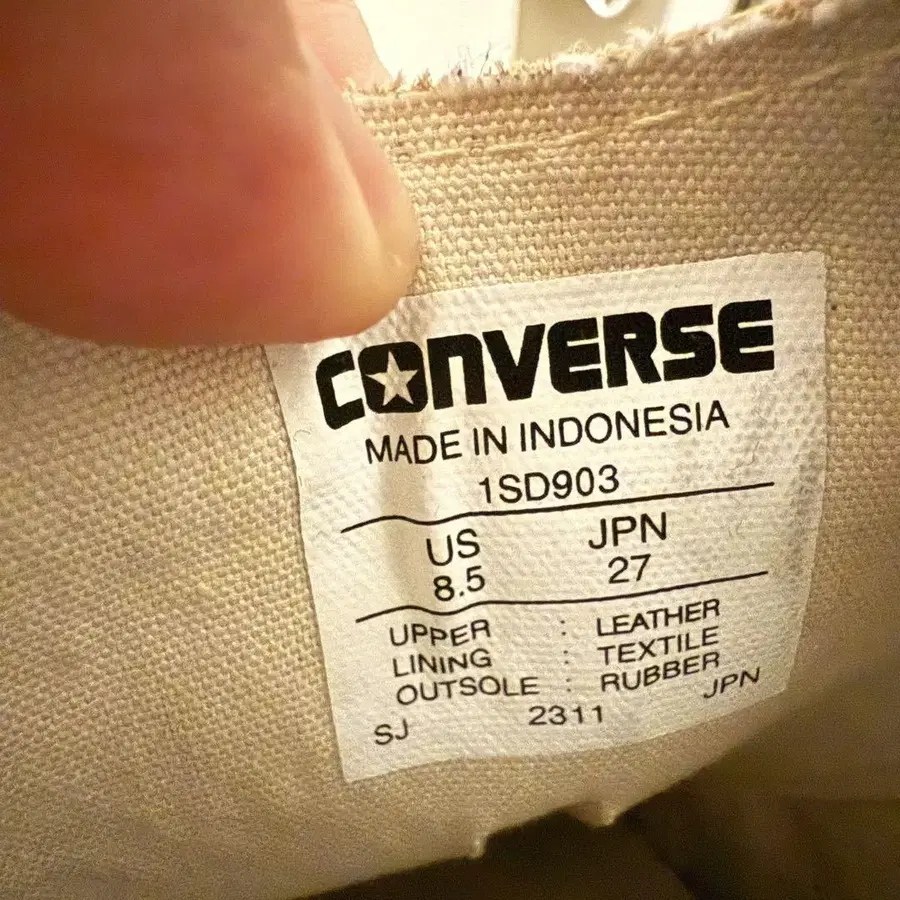 CONVERSE
MADE IN INDONESIA
1SD903
US JPN
8.5 27
UPPER : LEATHER
LINING : TEXTILE
OUTSOLE : RUBBER
SJ 2311 JPN